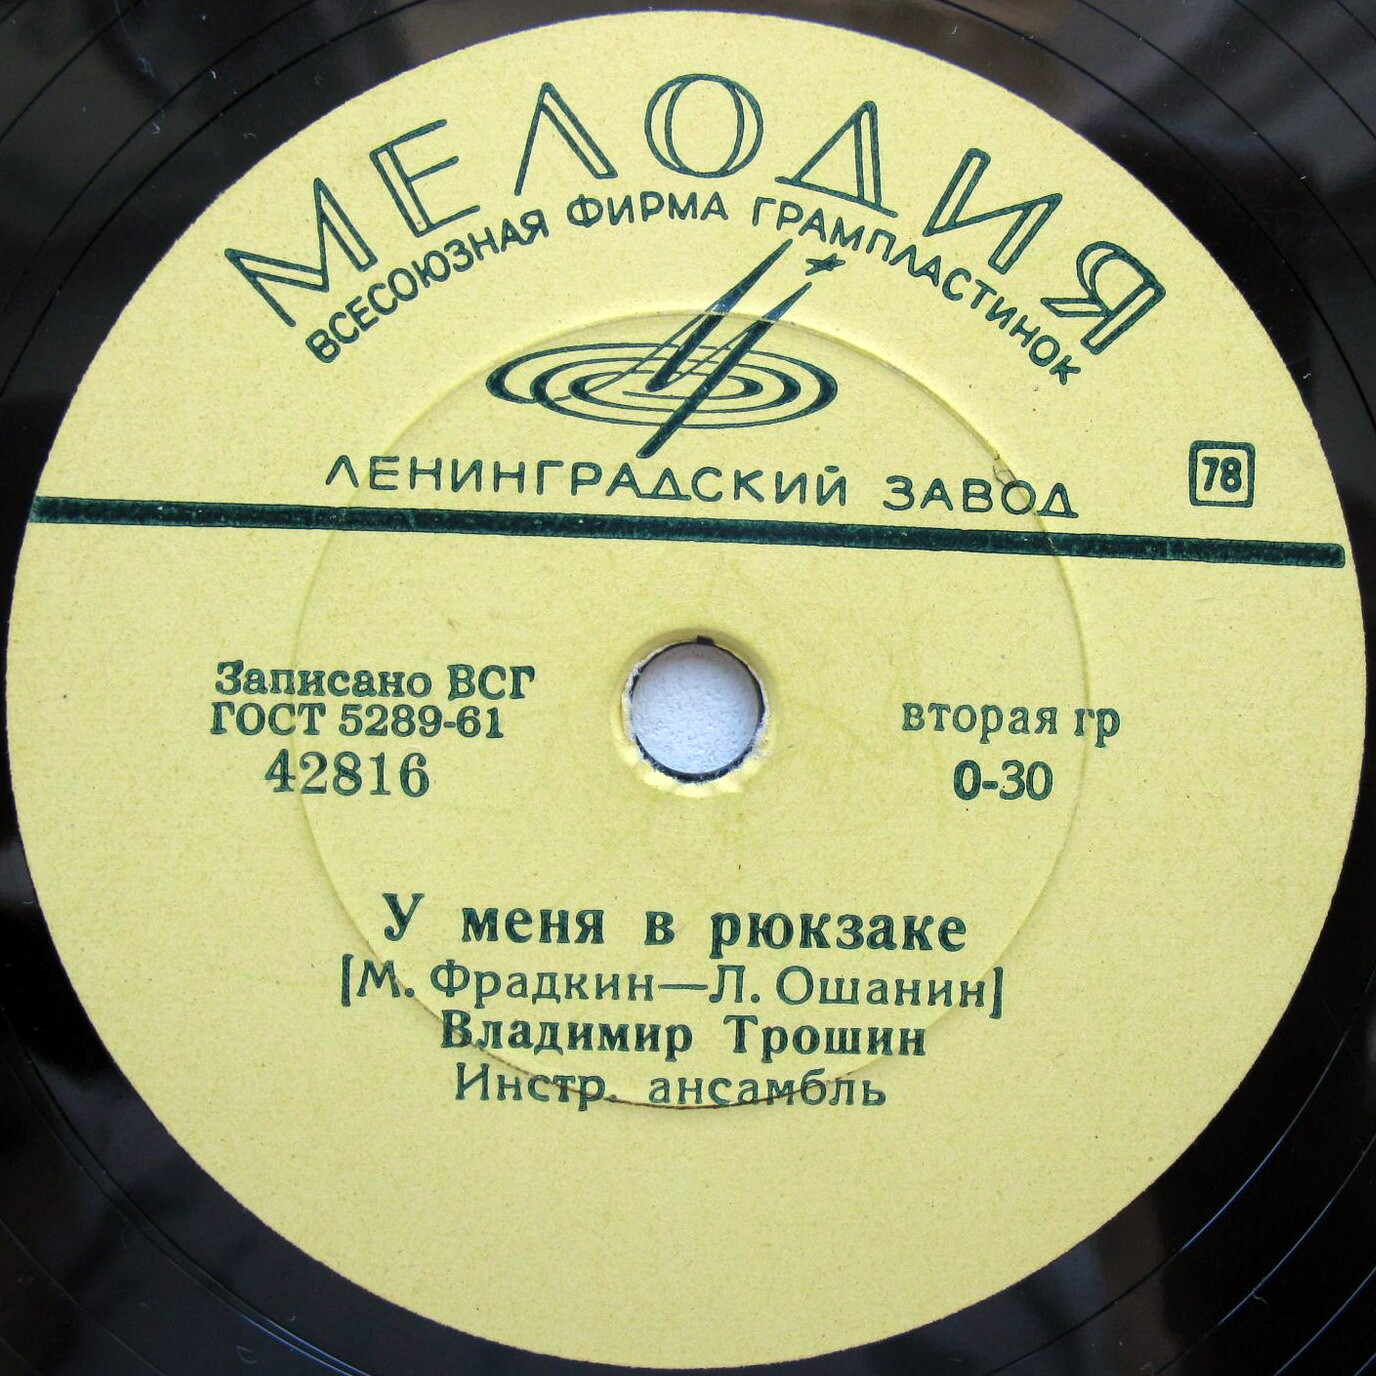 МЕЛОДИЯ
ВСЕСОЮЗНАЯ ФИРМА ГРАМПЛАСТИНОК
ЛЕНИНГРАДСКИЙ ЗАВОД
78
Записано ВСГ
ГОСТ 5289-61
42816
вторая гр
0-30
У меня в рюкзаке
[М. Фрадкин—Л. Ошанин]
Владимир Трошин
Инстр. ансамбль